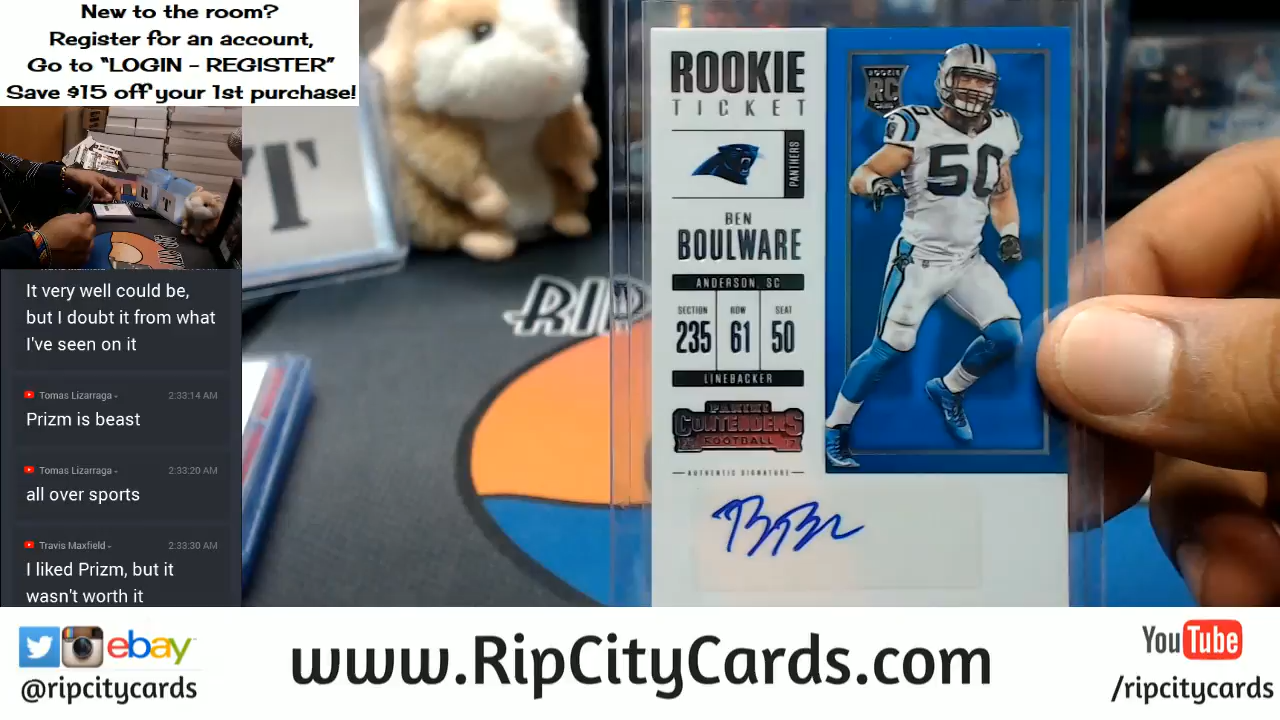 New to the room?
Register for an account,
Go to “LOGIN - REGISTER”
Save $15 off your 1st purchase!
R T
T
It very well could be,
but I doubt it from what
I've seen on it
Tomas Lizarraga 2:33:14 AM
Prizm is beast
Tomas Lizarraga 2:33:20 AM
all over sports
Travis Maxfield 2:33:30 AM
I liked Prizm, but it
wasn't worth it
RIP
ROOKIE
TICKET
PANTHERS
BEN
BOULWARE
ANDERSON, SC
SECTION ROW SEAT
235 61 50
LINEBACKER
PANINI
CONTENDERS
FOOTBALL
AUTHENTIC SIGNATURE
ROOKIE
RC
50
ebay
@ripcitycards
www.RipCityCards.com
YouTube
/ripcitycards